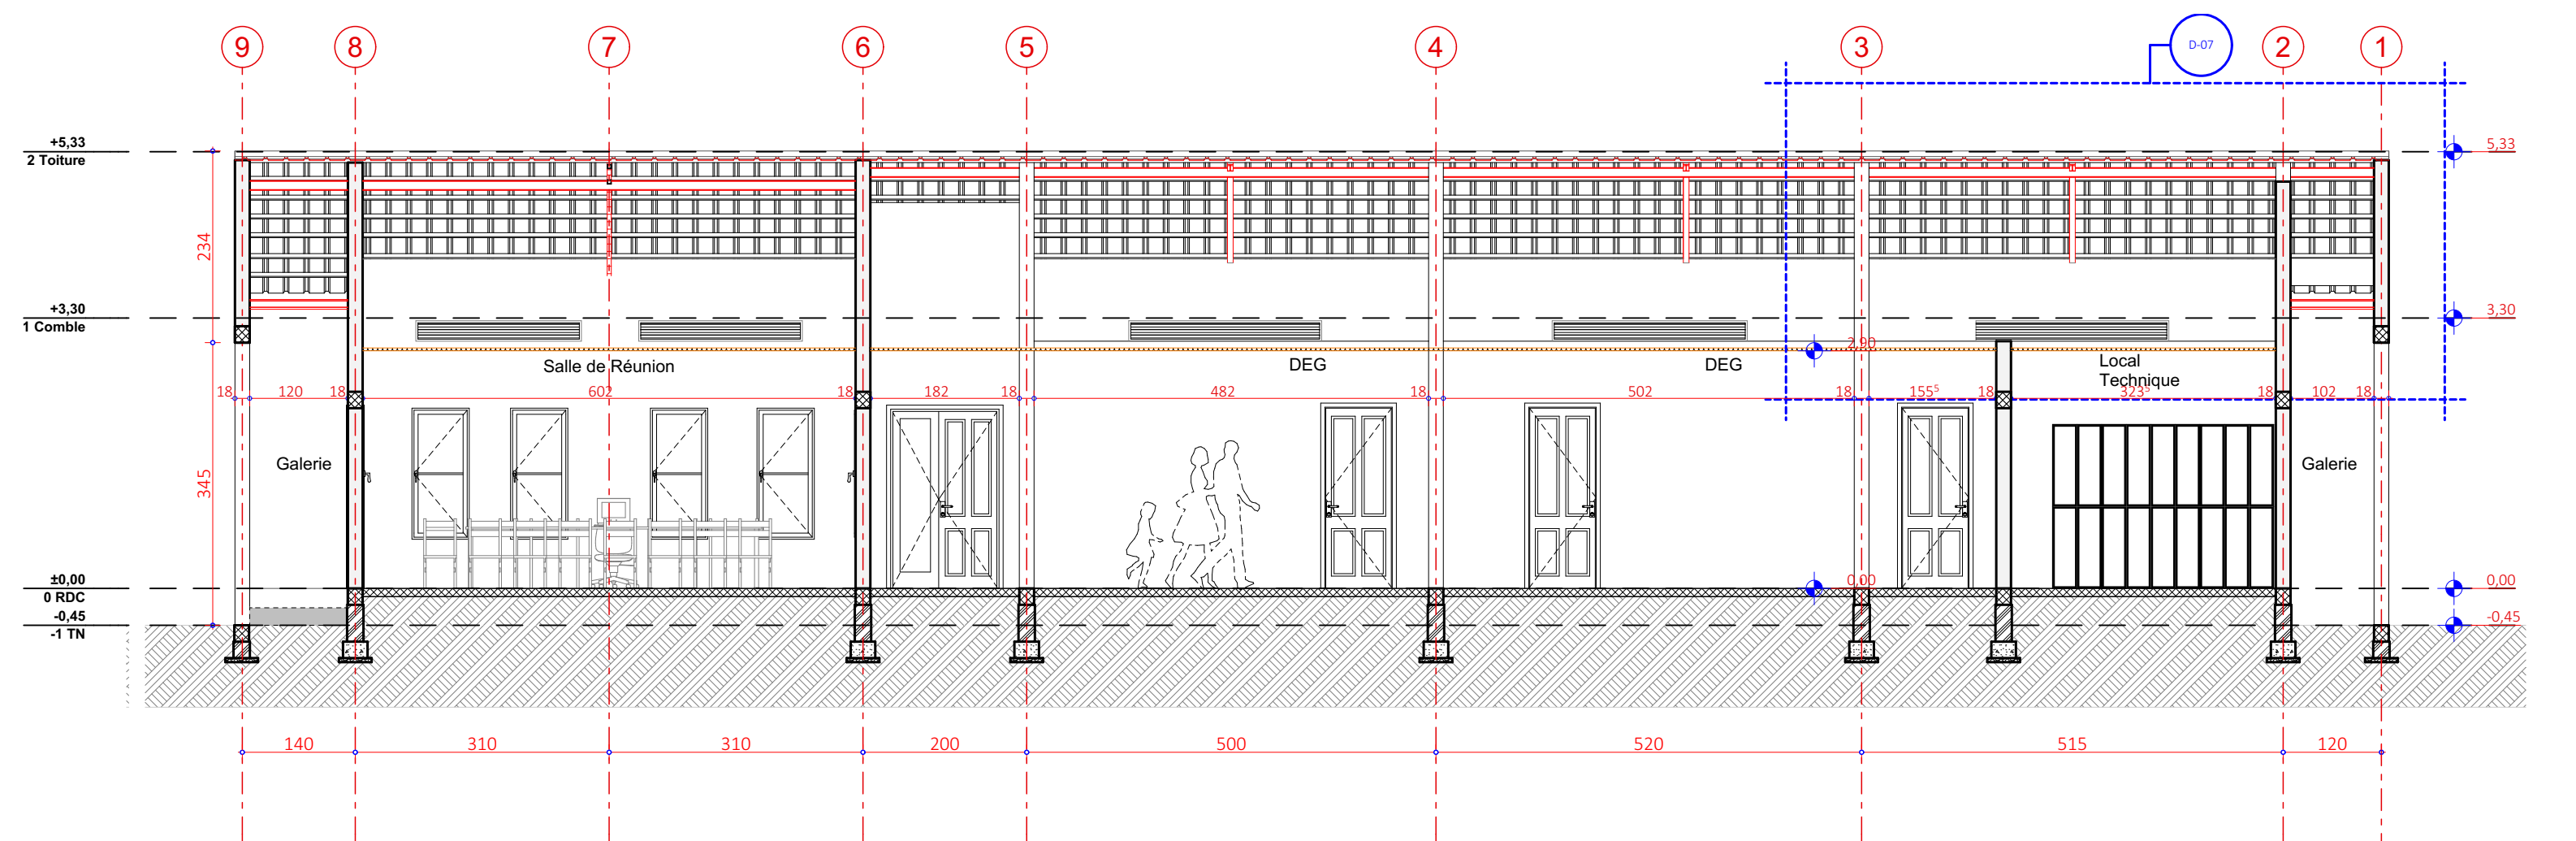 9 8 7 6 5 4 3 2 1
D-07
+5,33
2 Toiture
5,33
234
+3,30
1 Comble
3,30
2,90
Salle de Réunion
DEG
DEG
Local
Technique
18 120 18 602 18 182 18 482 18 502 18 155⁵ 18 323⁵ 18 102 18
Galerie
Galerie
345
±0,00
0 RDC
0,00
0,00
-0,45
-1 TN
-0,45
140 310 310 200 500 520 515 120